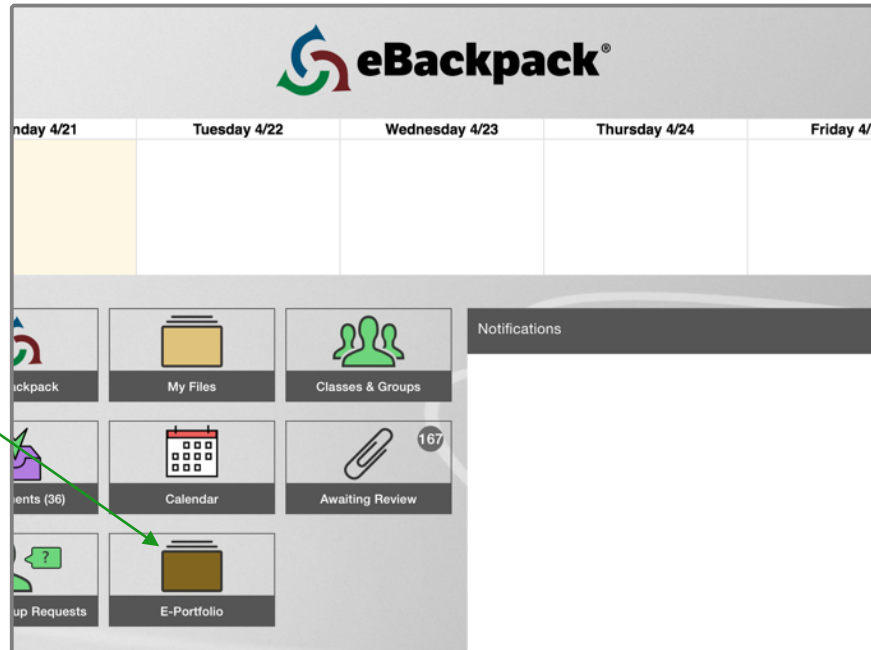 eBackpack®
nday 4/21 Tuesday 4/22 Wednesday 4/23 Thursday 4/24 Friday 4/
Notifications
ckpack My Files Classes & Groups
167
ents (36) Calendar Awaiting Review
?
up Requests E-Portfolio